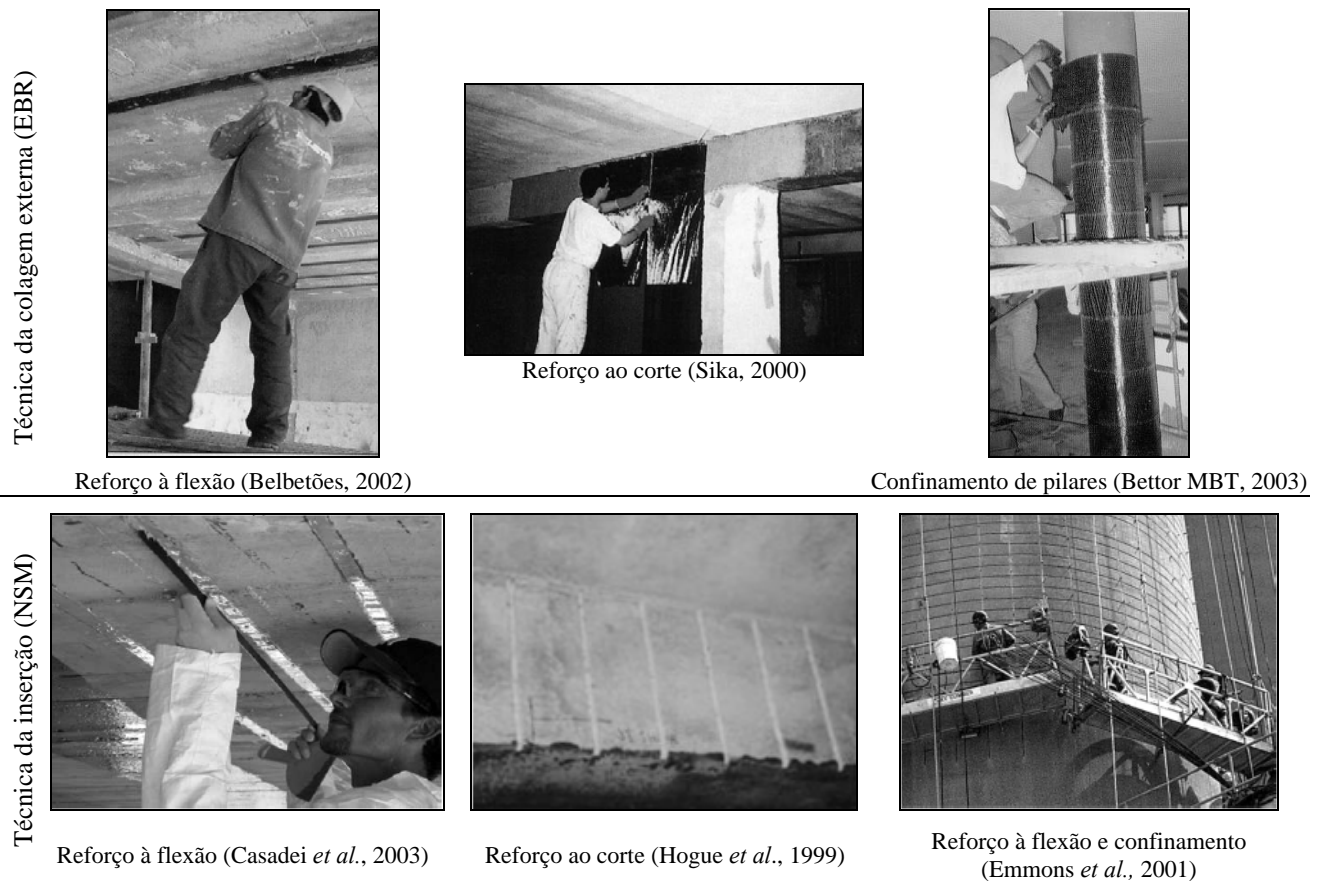 Técnica da colagem externa (EBR)
Reforço à flexão (Belbetões, 2002)
Reforço ao corte (Sika, 2000)
Confinamento de pilares (Bettor MBT, 2003)
Técnica da inserção (NSM)
Reforço à flexão (Casadei et al., 2003)
Reforço ao corte (Hogue et al., 1999)
Reforço à flexão e confinamento
(Emmons et al., 2001)